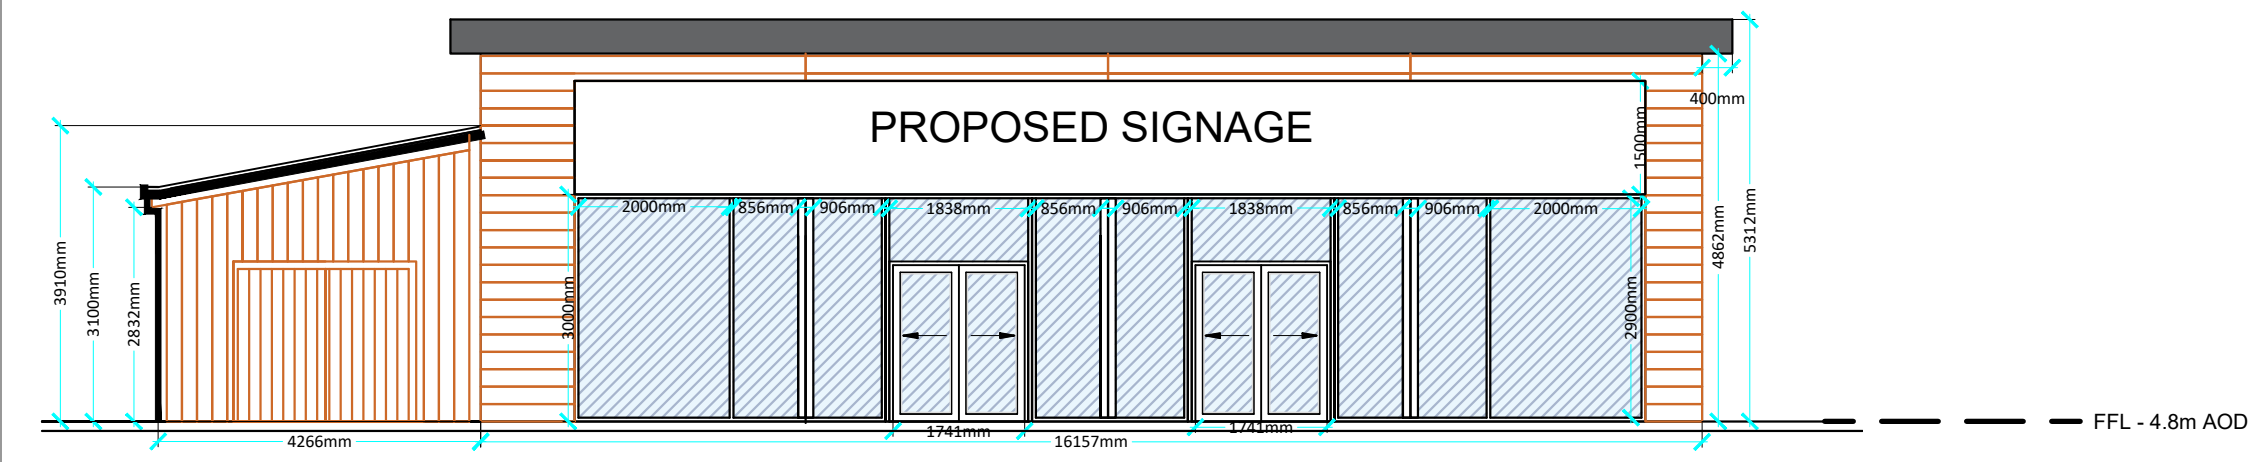 PROPOSED SIGNAGE
400mm
1500mm
2000mm 856mm 906mm 1838mm 856mm 906mm 1838mm 856mm 906mm 2000mm
3910mm
3100mm
2832mm
3000mm
2900mm
4862mm
5312mm
FFL - 4.8m AOD
1741mm 1741mm
4266mm 16157mm